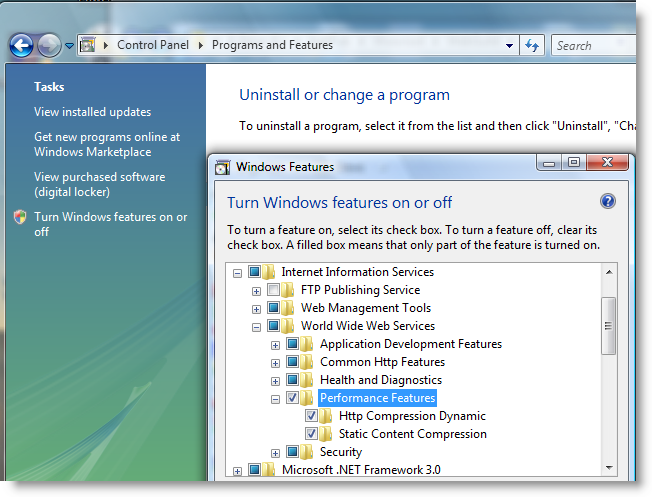 Control Panel ▸ Programs and Features
Search
Tasks
View installed updates
Get new programs online at
Windows Marketplace
View purchased software
(digital locker)
Turn Windows features on or
off
Uninstall or change a program
To uninstall a program, select it from the list and then click "Uninstall", "Cha
Windows Features
Turn Windows features on or off
To turn a feature on, select its check box. To turn a feature off, clear its
check box. A filled box means that only part of the feature is turned on.
Internet Information Services
FTP Publishing Service
Web Management Tools
World Wide Web Services
Application Development Features
Common Http Features
Health and Diagnostics
Performance Features
Http Compression Dynamic
Static Content Compression
Security
Microsoft .NET Framework 3.0